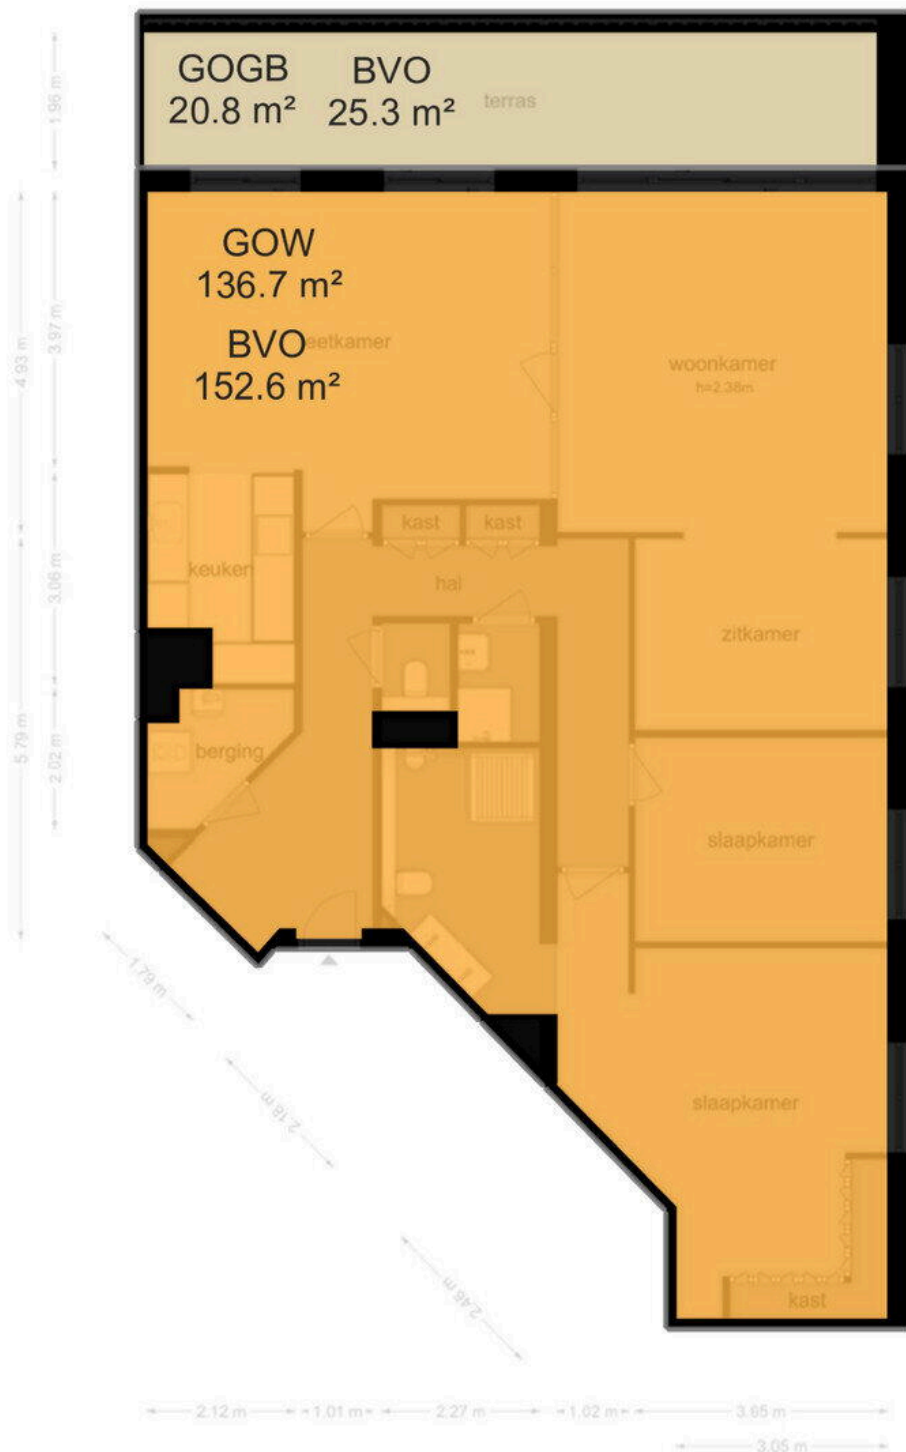 GOGB
20.8 m²
BVO
25.3 m²
terras
1.96 m
GOW
136.7 m²
BVO
152.6 m²
eetkamer
woonkamer
h=2.38m
4.93 m
3.97 m
kast
kast
keuken
hal
3.06 m
zitkamer
5.79 m
2.02 m
berging
slaapkamer
1.79 m
2.18 m
slaapkamer
2.46 m
kast
2.12 m
1.01 m
2.27 m
1.02 m
3.65 m
3.05 m